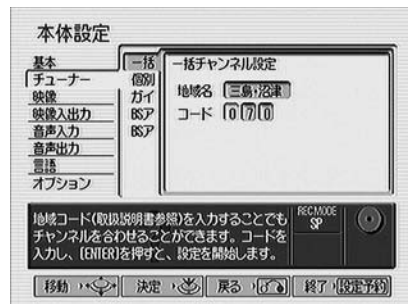 本体設定
基本
チューナー
映像
映像入出力
音声入力
音声出力
言語
オプション
一括
個別
ガイ
BSア
BSア
一括チャンネル設定
地域名 三島・沼津
コード 070
地域コード(取扱説明書参照)を入力することでも
チャンネルを合わせることができます。コードを
入力し、[ENTER]を押すと、設定を開始します。
REC MODE
SP
移動 決定 戻る 終了 設定予約